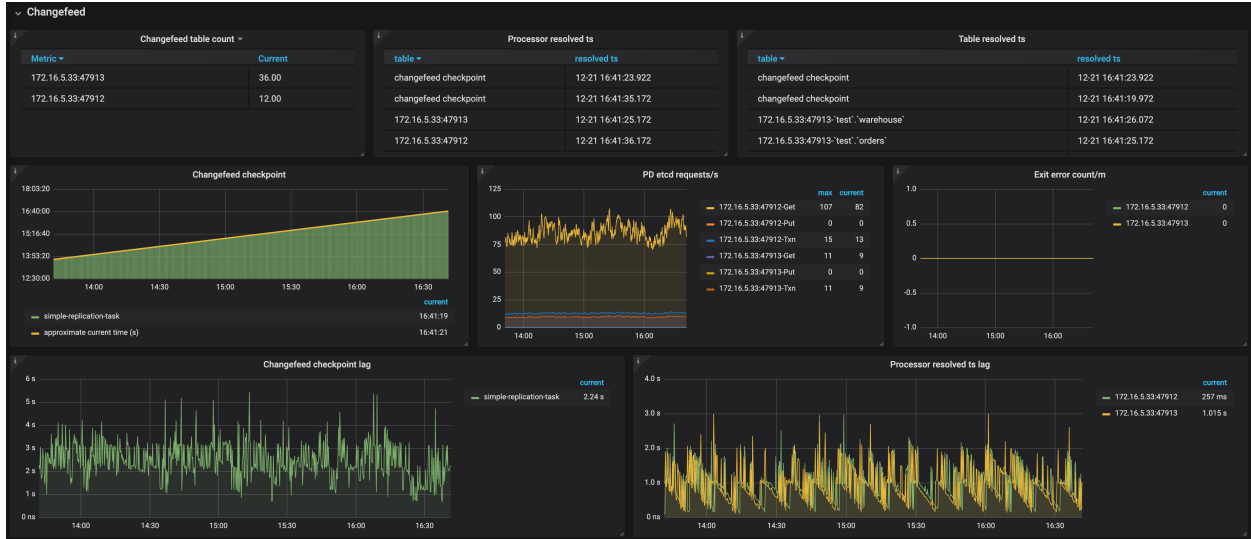 Changefeed
Changefeed table count
Metric Current
172.16.5.33:47913 36.00
172.16.5.33:47912 12.00
Processor resolved ts
table resolved ts
changefeed checkpoint 12-21 16:41:23.922
changefeed checkpoint 12-21 16:41:35.172
172.16.5.33:47913 12-21 16:41:25.172
172.16.5.33:47912 12-21 16:41:36.172
Table resolved ts
table resolved ts
changefeed checkpoint 12-21 16:41:23.922
changefeed checkpoint 12-21 16:41:19.972
172.16.5.33:47913-`test`.`warehouse` 12-21 16:41:26.072
172.16.5.33:47913-`test`.`orders` 12-21 16:41:25.172
Changefeed checkpoint
18:03:20
16:40:00
15:16:40
13:53:20
12:30:00
14:00 14:30 15:00 15:30 16:00 16:30
current
simple-replication-task 16:41:19
approximate current time (s) 16:41:21
PD etcd requests/s
125
100
75
50
25
0
14:00 15:00 16:00
max current
172.16.5.33:47912-Get 107 82
172.16.5.33:47912-Put 0 0
172.16.5.33:47912-Txn 15 13
172.16.5.33:47913-Get 11 9
172.16.5.33:47913-Put 0 0
172.16.5.33:47913-Txn 11 9
Exit error count/m
1.0
0.5
0
-0.5
-1.0
14:00 15:00 16:00
current
172.16.5.33:47912 0
172.16.5.33:47913 0
Changefeed checkpoint lag
6 s
5 s
4 s
3 s
2 s
1 s
0 ns
14:00 14:30 15:00 15:30 16:00 16:30
current
simple-replication-task 2.24 s
Processor resolved ts lag
4.0 s
3.0 s
2.0 s
1.0 s
0 ns
14:00 14:30 15:00 15:30 16:00 16:30
current
172.16.5.33:47912 257 ms
172.16.5.33:47913 1.015 s